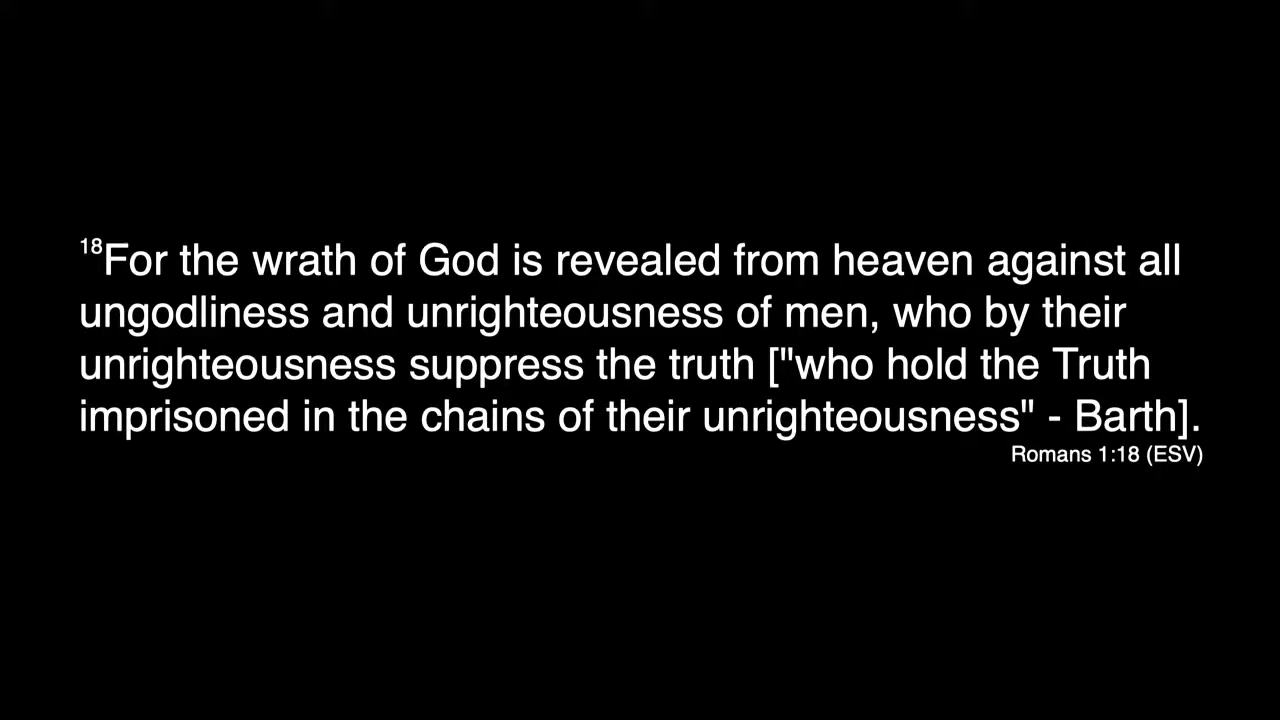 18For the wrath of God is revealed from heaven against all
ungodliness and unrighteousness of men, who by their
unrighteousness suppress the truth ["who hold the Truth
imprisoned in the chains of their unrighteousness" - Barth].
Romans 1:18 (ESV)